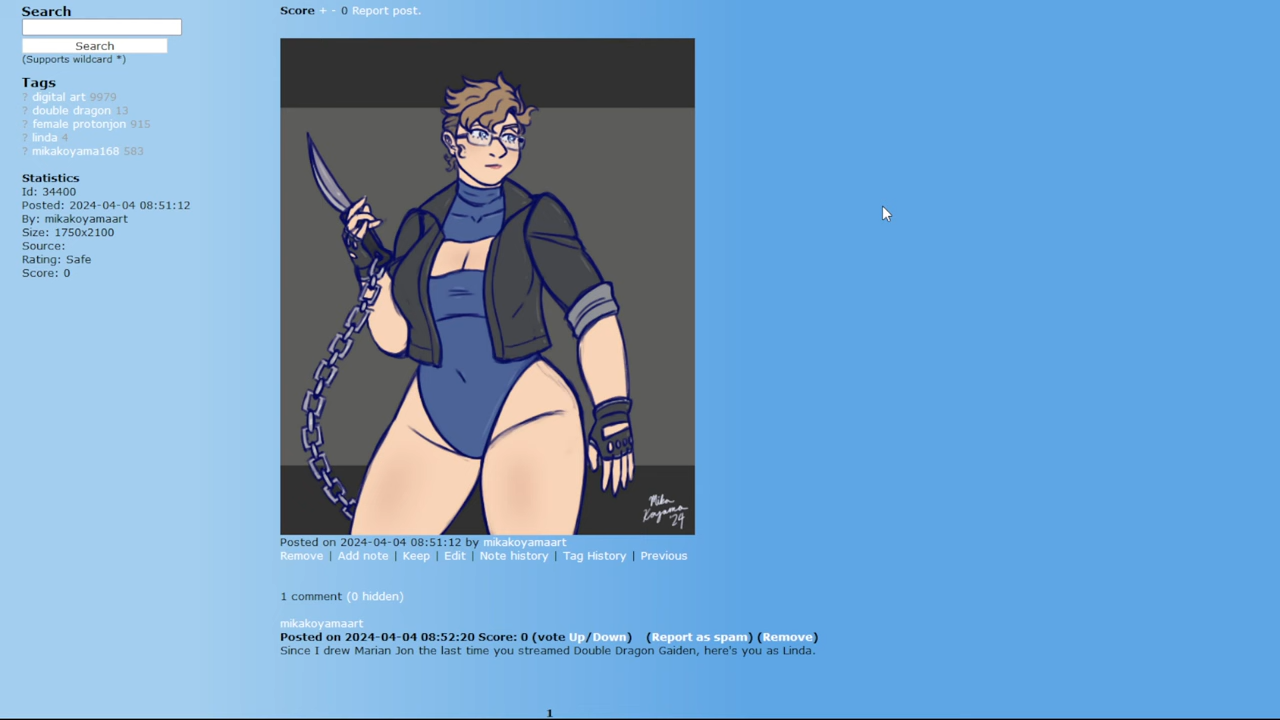 Search
Search
(Supports wildcard *)
Tags
? digital art 9979
? double dragon 13
? female protonjon 915
? linda 4
? mikakoyama168 583
Statistics
Id: 34400
Posted: 2024-04-04 08:51:12
By: mikakoyamaart
Size: 1750x2100
Source:
Rating: Safe
Score: 0
Score + - 0 Report post.
Mika
Koyama
'24
Posted on 2024-04-04 08:51:12 by mikakoyamaart
Remove | Add note | Keep | Edit | Note history | Tag History | Previous
1 comment (0 hidden)
mikakoyamaart
Posted on 2024-04-04 08:52:20 Score: 0 (vote Up/Down) (Report as spam) (Remove)
Since I drew Marian Jon the last time you streamed Double Dragon Gaiden, here's you as Linda.
1